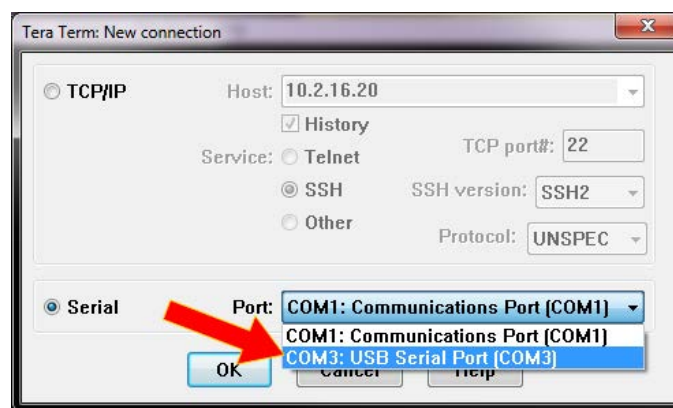 Tera Term: New connection
TCP/IP
Host: 10.2.16.20
History
Service: Telnet
TCP port#: 22
SSH
SSH version: SSH2
Other
Protocol: UNSPEC
Serial
Port: COM1: Communications Port (COM1)
COM1: Communications Port (COM1)
COM3: USB Serial Port (COM3)
OK
Cancel
Help